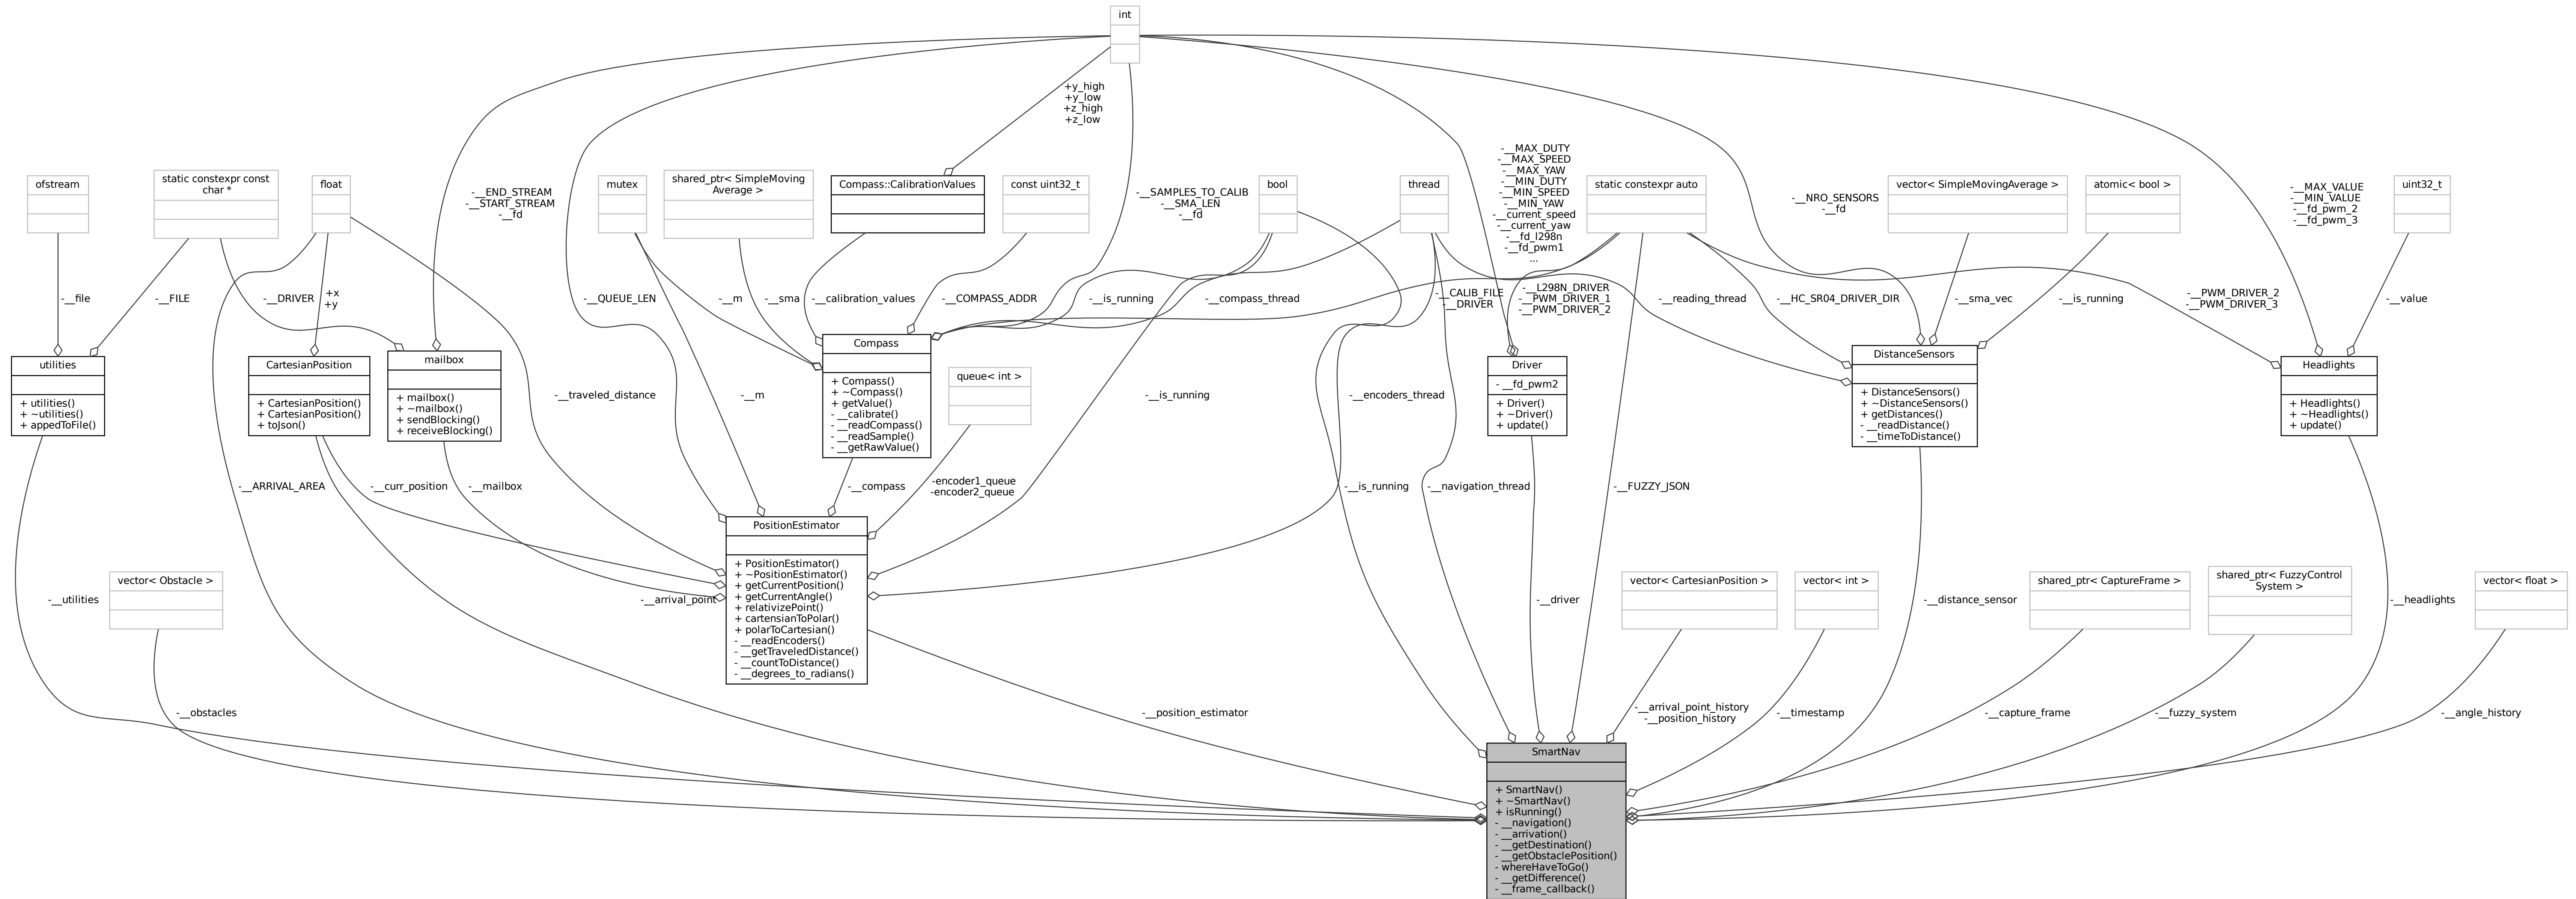 int
+y_high
+y_low
+z_high
+z_low
ofstream
static constexpr const
char *
float
-__END_STREAM
-__START_STREAM
-__fd
mutex
shared_ptr< SimpleMoving
Average >
Compass::CalibrationValues
const uint32_t
-__SAMPLES_TO_CALIB
-__SMA_LEN
-__fd
bool
thread
-__MAX_DUTY
-__MAX_SPEED
-__MAX_YAW
-__MIN_DUTY
-__MIN_SPEED
-__MIN_YAW
-__current_speed
-__current_yaw
-__fd_l298n
-__fd_pwm1
...
static constexpr auto
-__NRO_SENSORS
-__fd
vector< SimpleMovingAverage >
atomic< bool >
-__MAX_VALUE
-__MIN_VALUE
-__fd_pwm_2
-__fd_pwm_3
uint32_t
-__file
-__FILE
-__DRIVER
+x
+y
-__QUEUE_LEN
-__m
-__sma
-__calibration_values
-__COMPASS_ADDR
-__is_running
-__compass_thread
-__CALIB_FILE
-__DRIVER
-__L298N_DRIVER
-__PWM_DRIVER_1
-__PWM_DRIVER_2
-__reading_thread
-__HC_SR04_DRIVER_DIR
-__sma_vec
-__is_running
-__PWM_DRIVER_2
-__PWM_DRIVER_3
-__value
utilities
+ utilities()
+ ~utilities()
+ appedToFile()
CartesianPosition
+ CartesianPosition()
+ CartesianPosition()
+ toJson()
mailbox
+ mailbox()
+ ~mailbox()
+ sendBlocking()
+ receiveBlocking()
-__traveled_distance
-__m
Compass
+ Compass()
+ ~Compass()
+ getValue()
- __calibrate()
- __readCompass()
- __readSample()
- __getRawValue()
queue< int >
-__is_running
-__encoders_thread
Driver
- __fd_pwm2
+ Driver()
+ ~Driver()
+ update()
DistanceSensors
+ DistanceSensors()
+ ~DistanceSensors()
+ getDistances()
- __readDistance()
- __timeToDistance()
Headlights
+ Headlights()
+ ~Headlights()
+ update()
-__ARRIVAL_AREA
-__curr_position
-__mailbox
-__compass
-encoder1_queue
-encoder2_queue
-__is_running
-__navigation_thread
-__FUZZY_JSON
PositionEstimator
+ PositionEstimator()
+ ~PositionEstimator()
+ getCurrentPosition()
+ getCurrentAngle()
+ relativizePoint()
+ cartensianToPolar()
+ polarToCartesian()
- __readEncoders()
- __getTraveledDistance()
- __countToDistance()
- __degrees_to_radians()
-__utilities
vector< Obstacle >
-__arrival_point
-__driver
vector< CartesianPosition >
vector< int >
-__distance_sensor
shared_ptr< CaptureFrame >
shared_ptr< FuzzyControl
System >
-__headlights
vector< float >
-__obstacles
-__position_estimator
-__arrival_point_history
-__position_history
-__timestamp
-__capture_frame
-__fuzzy_system
-__angle_history
SmartNav
+ SmartNav()
+ ~SmartNav()
+ isRunning()
- __navigation()
- __arrivation()
- __getDestination()
- __getObstaclePosition()
- whereHaveToGo()
- __getDifference()
- __frame_callback()